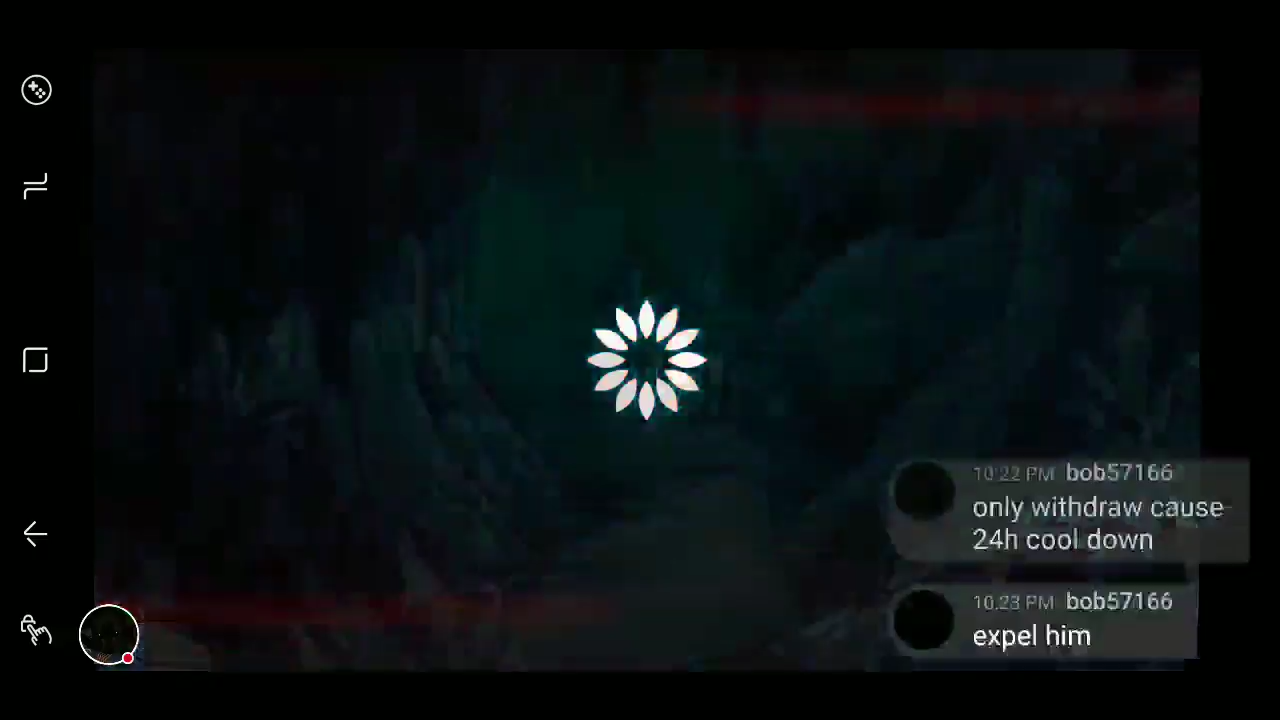 10:22 PM bob57166
only withdraw cause
24h cool down
10:23 PM bob57166
expel him